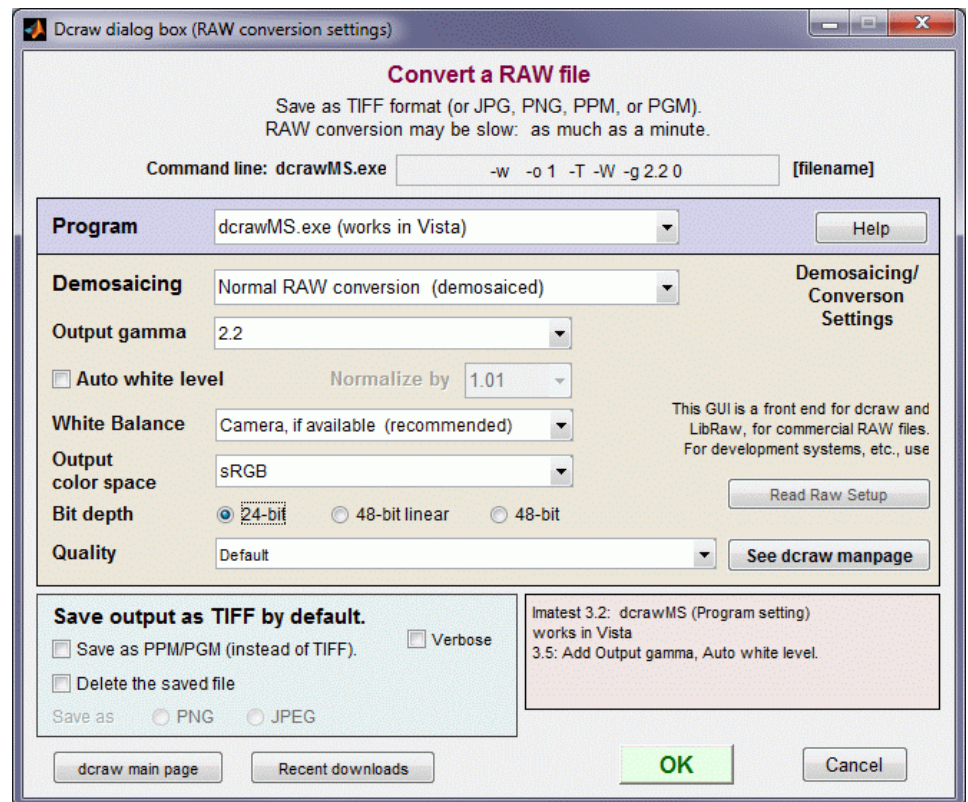 Dcraw dialog box (RAW conversion settings)
Convert a RAW file
Save as TIFF format (or JPG, PNG, PPM, or PGM).
RAW conversion may be slow:  as much as a minute.
Command line: dcrawMS.exe -w -o 1 -T -W -g 2.2 0 [filename]
Program dcrawMS.exe (works in Vista) Help
Demosaicing Normal RAW conversion (demosaiced)
Demosaicing/
Converson
Settings
Output gamma 2.2
Auto white level Normalize by 1.01
White Balance Camera, if available (recommended)
This GUI is a front end for dcraw and
LibRaw, for commercial RAW files.
For development systems, etc., use
Output
color space sRGB
Read Raw Setup
Bit depth 24-bit 48-bit linear 48-bit
Quality Default See dcraw manpage
Save output as TIFF by default.
Save as PPM/PGM (instead of TIFF). Verbose
Delete the saved file
Save as PNG JPEG
Imatest 3.2: dcrawMS (Program setting)
works in Vista
3.5: Add Output gamma, Auto white level.
dcraw main page Recent downloads OK Cancel